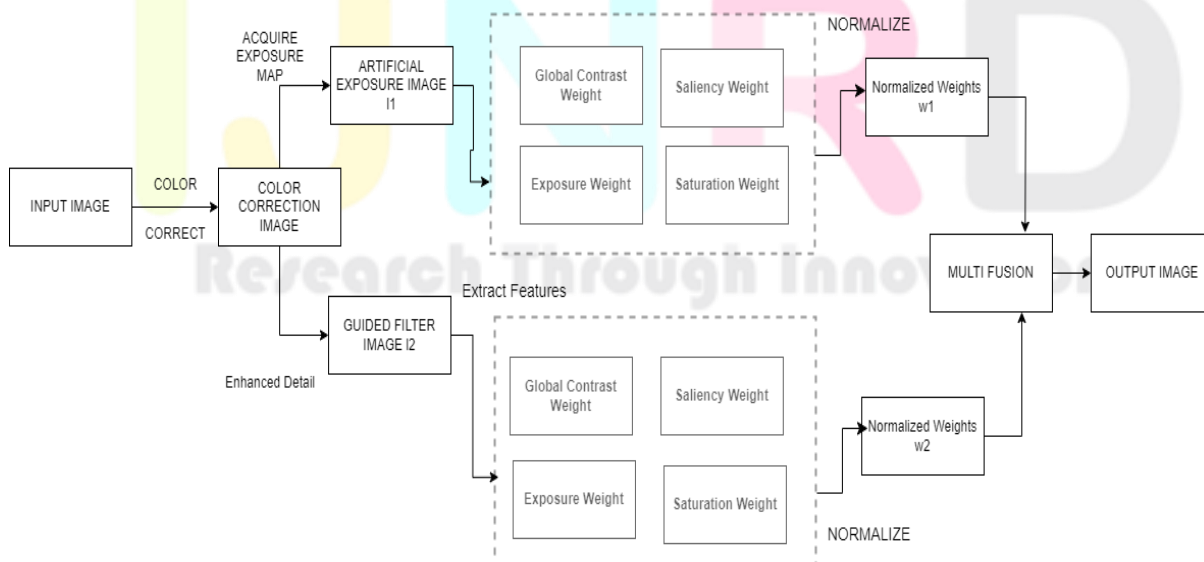 IJNRD
Research Through Innov
ACQUIRE
EXPOSURE
MAP
ARTIFICIAL
EXPOSURE IMAGE
I1
NORMALIZE
Global Contrast
Weight
Saliency Weight
Exposure Weight
Saturation Weight
Normalized Weights
w1
INPUT IMAGE
COLOR
CORRECT
COLOR
CORRECTION
IMAGE
MULTI FUSION
OUTPUT IMAGE
Extract Features
GUIDED FILTER
IMAGE I2
Enhanced Detail
Global Contrast
Weight
Saliency Weight
Exposure Weight
Saturation Weight
Normalized Weights
w2
NORMALIZE